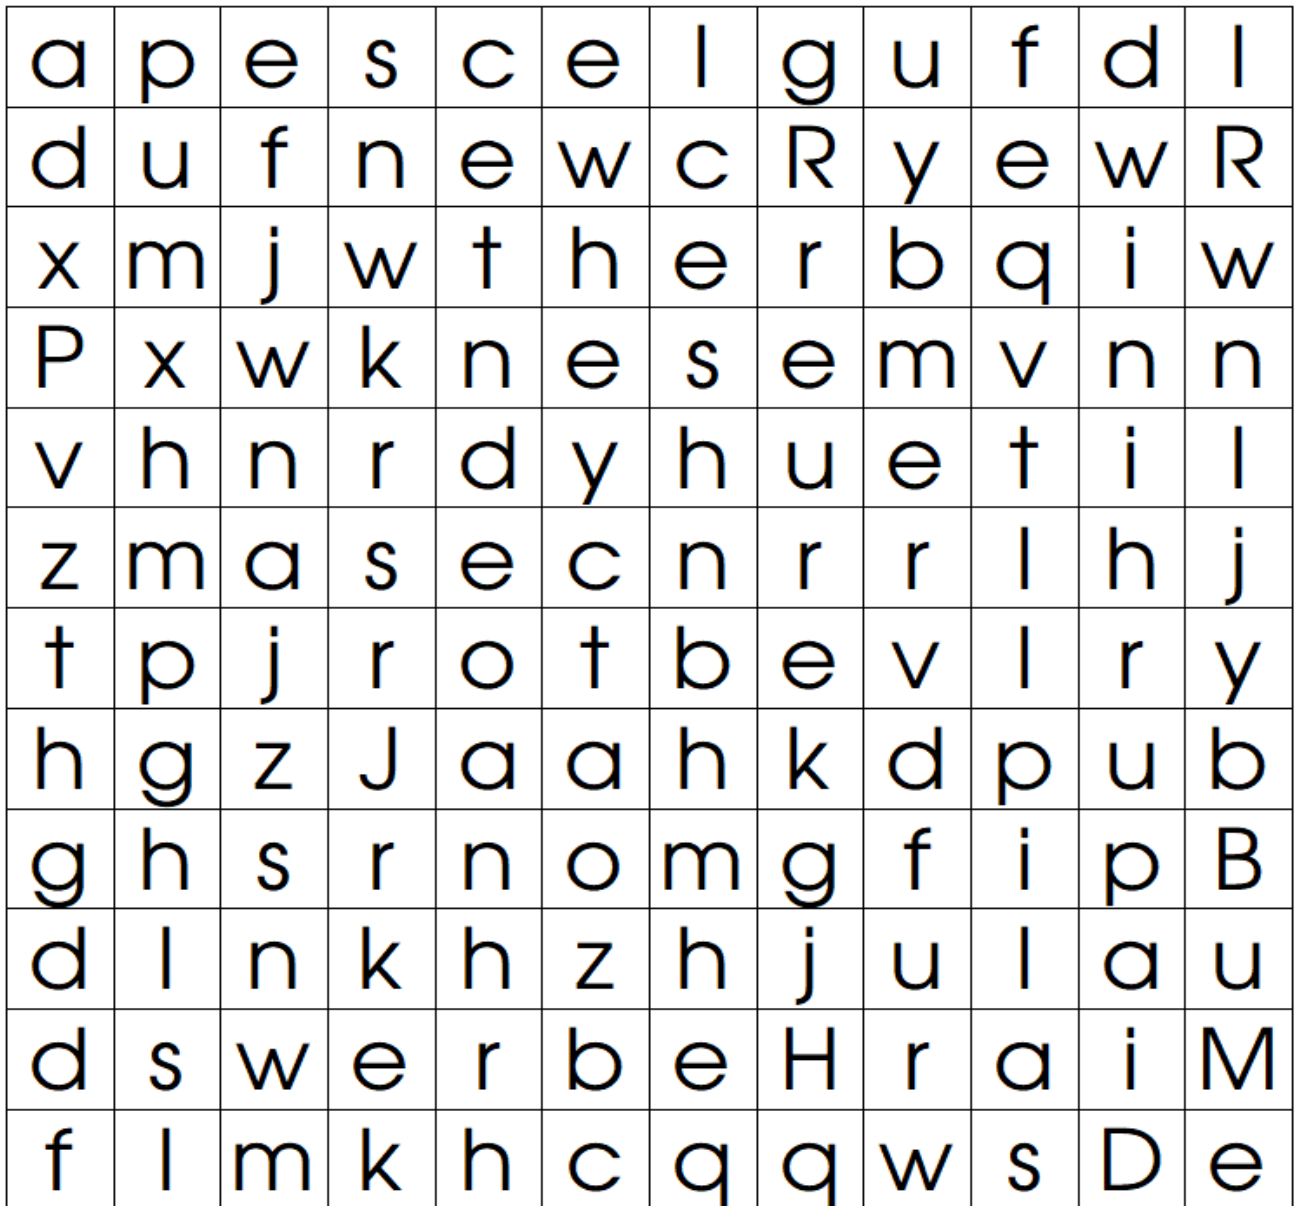 a p e s c e l g u f d l
d u f n e w c R y e w R
x m j w t h e r b q i w
P x w k n e s e m v n n
v h n r d y h u e t i l
z m a s e c n r r l h j
t p j r o t b e v l r y
h g z J a a h k d p u b
g h s r n o m g f i p B
d l n k h z h j u l a u
d s w e r b e H r a i M
f l m k h c q q w s D e